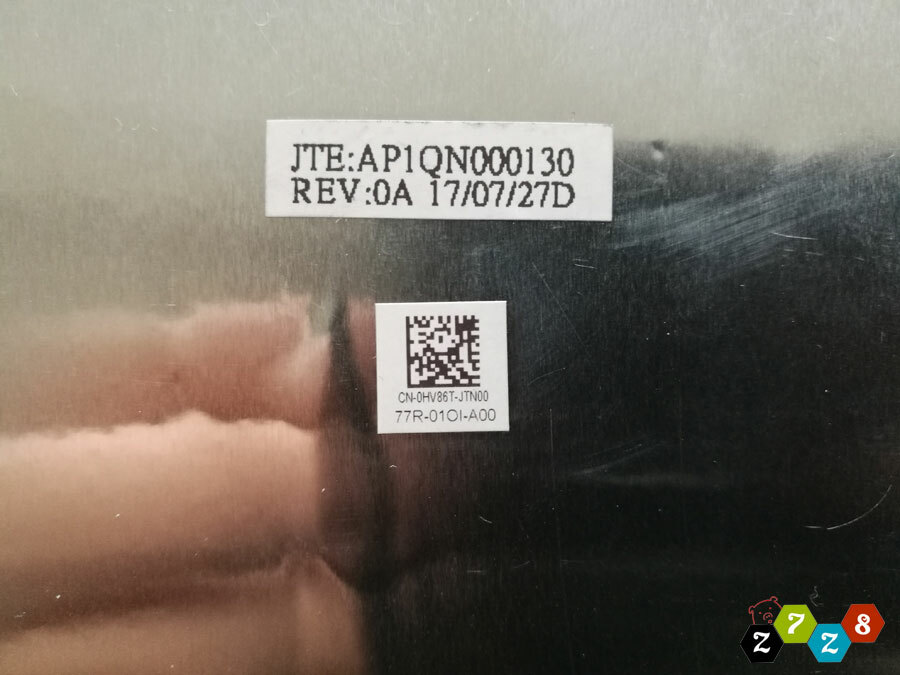 JTE:AP1QN000130
REV:0A 17/07/27D
CN-0HV86T-JTN00
77R-01OI-A00
Z7Z8